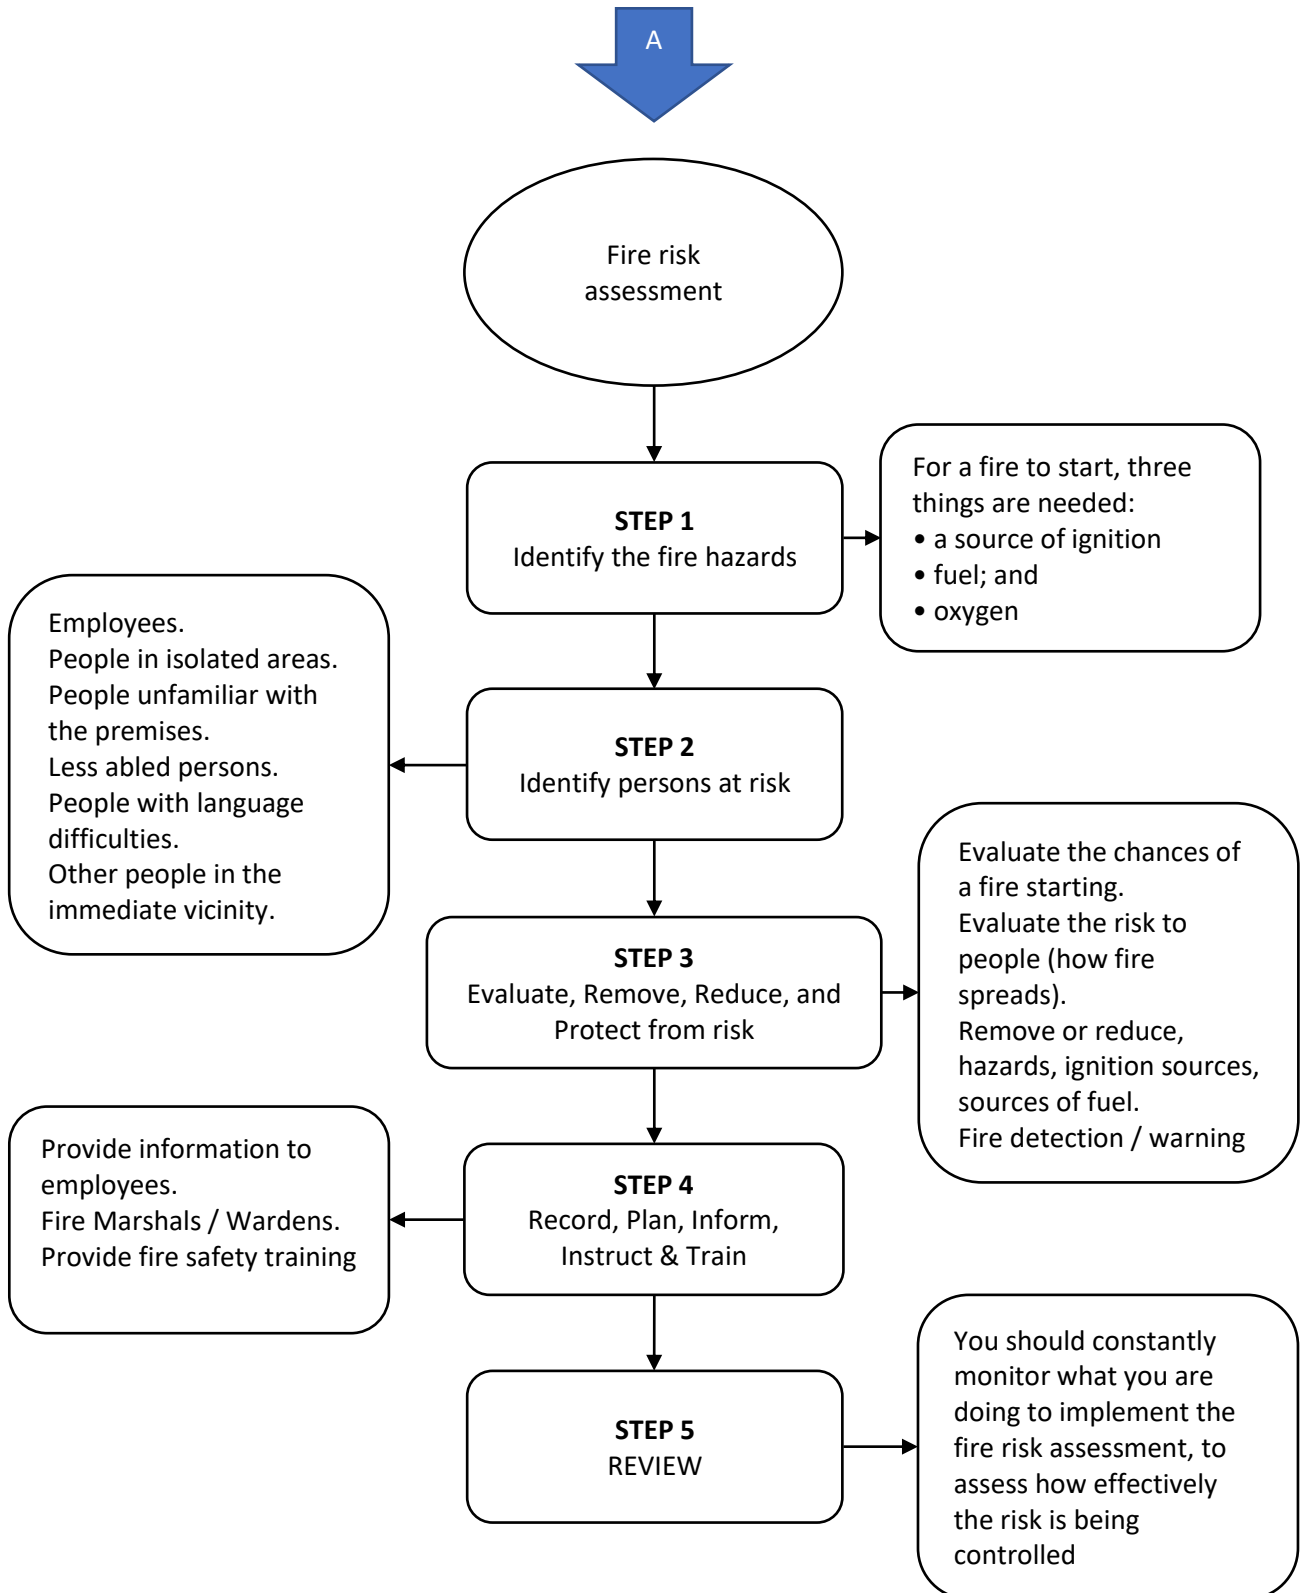 A
Fire risk
assessment
STEP 1
Identify the fire hazards
For a fire to start, three
things are needed:
• a source of ignition
• fuel; and
• oxygen
STEP 2
Identify persons at risk
Employees.
People in isolated areas.
People unfamiliar with
the premises.
Less abled persons.
People with language
difficulties.
Other people in the
immediate vicinity.
STEP 3
Evaluate, Remove, Reduce, and
Protect from risk
Evaluate the chances of
a fire starting.
Evaluate the risk to
people (how fire
spreads).
Remove or reduce,
hazards, ignition sources,
sources of fuel.
Fire detection / warning
STEP 4
Record, Plan, Inform,
Instruct & Train
Provide information to
employees.
Fire Marshals / Wardens.
Provide fire safety training
STEP 5
REVIEW
You should constantly
monitor what you are
doing to implement the
fire risk assessment, to
assess how effectively
the risk is being
controlled